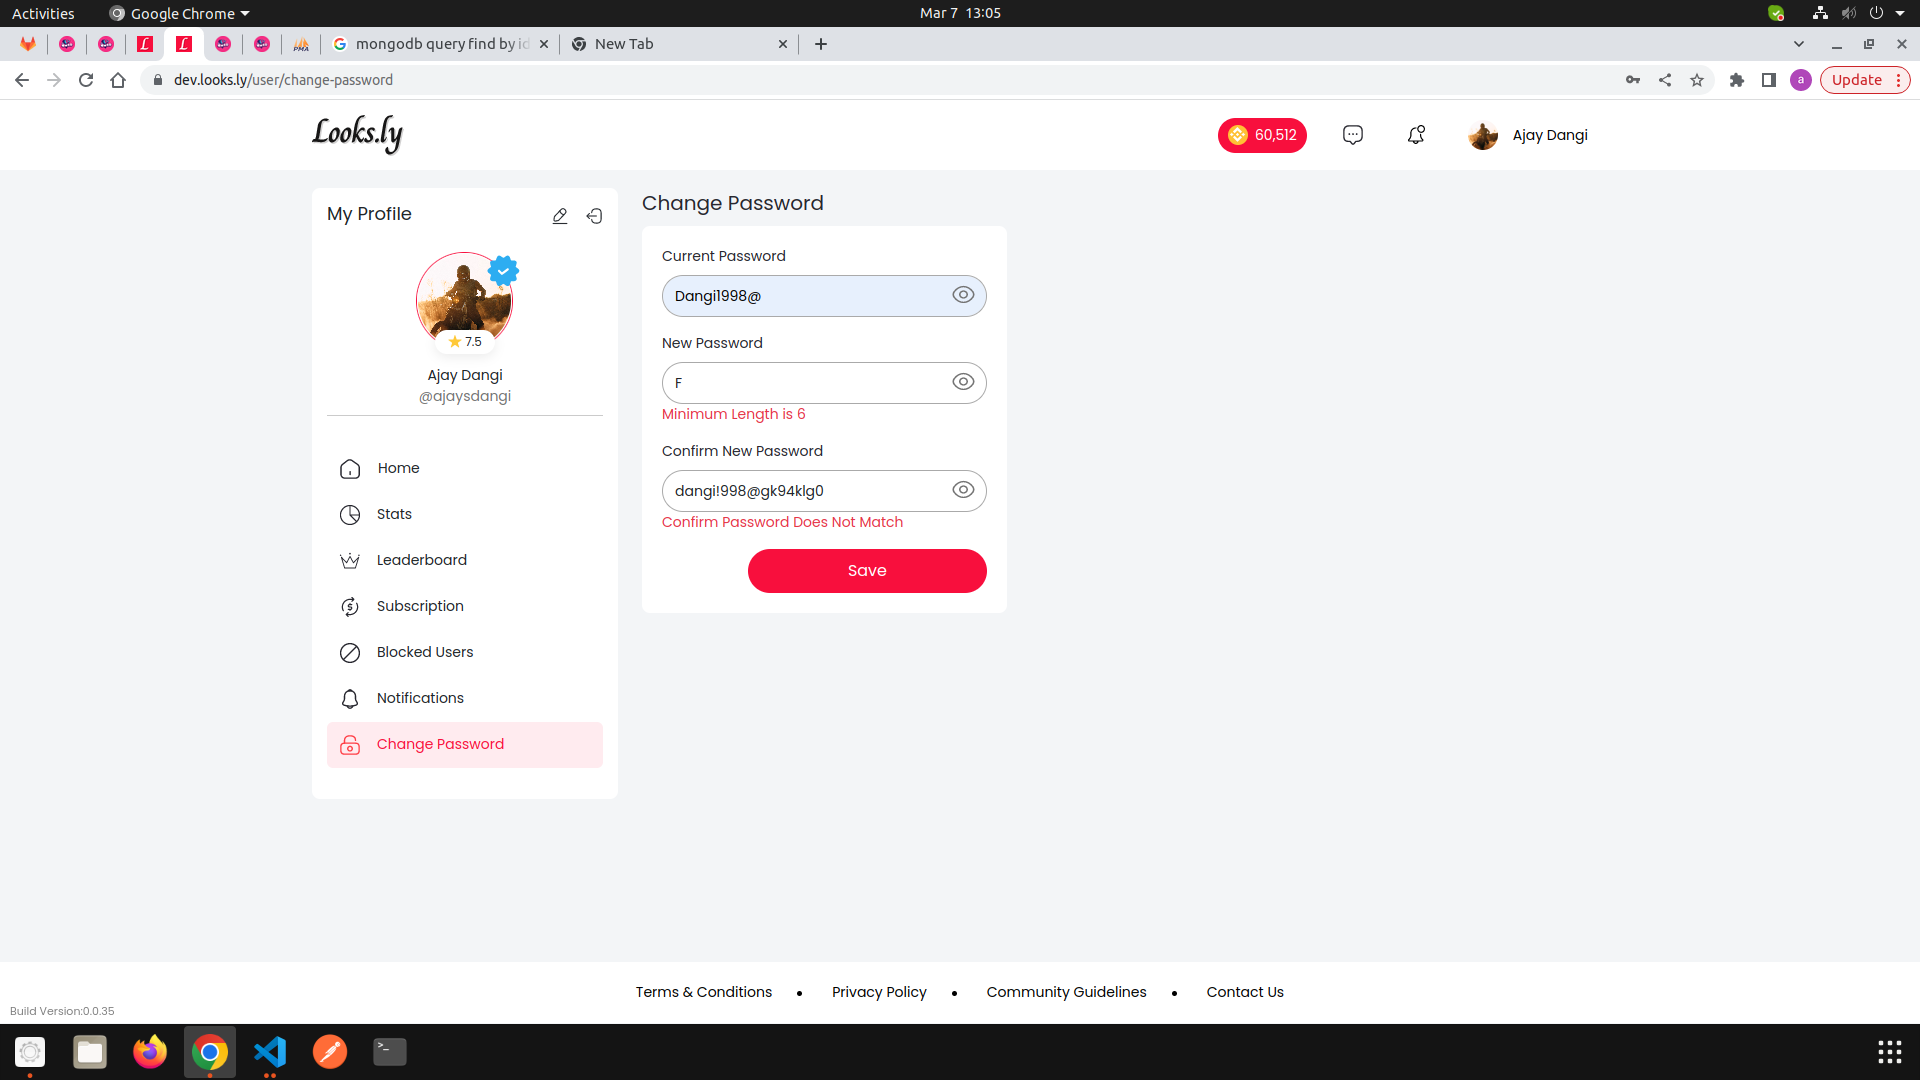 Activities
Google Chrome
Mar 7 13:05
mongodb query find by id
New Tab
dev.looks.ly/user/change-password
Update
Looks.ly
60,512
Ajay Dangi
My Profile
7.5
Ajay Dangi
@ajaysdangi
Home
Stats
Leaderboard
Subscription
Blocked Users
Notifications
Change Password
Change Password
Current Password
Dangi1998@
New Password
F
Minimum Length is 6
Confirm New Password
dangi!998@gk94klg0
Confirm Password Does Not Match
Save
Terms & Conditions • Privacy Policy • Community Guidelines • Contact Us
Build Version:0.0.35